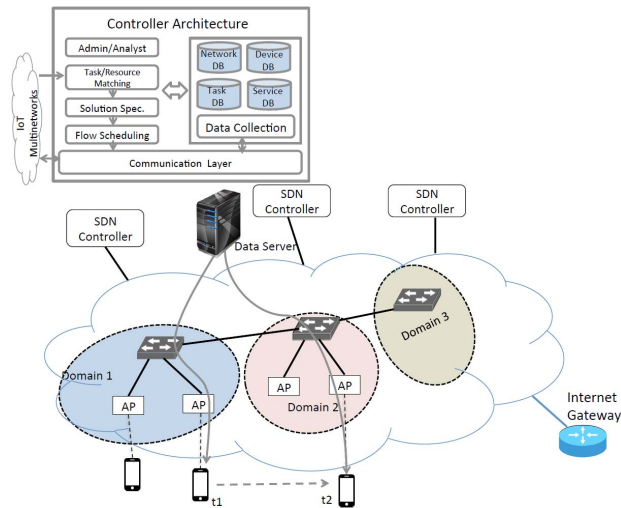 Controller Architecture
Admin/Analyst
Task/Resource
Matching
Solution Spec.
Flow Scheduling
Network
DB
Device
DB
Task
DB
Service
DB
Data Collection
Communication Layer
IoT
Multinetworks
SDN
Controller
SDN
Controller
SDN
Controller
Data Server
Domain 1
AP
AP
Domain 2
AP
AP
Domain 3
Internet
Gateway
t1
t2